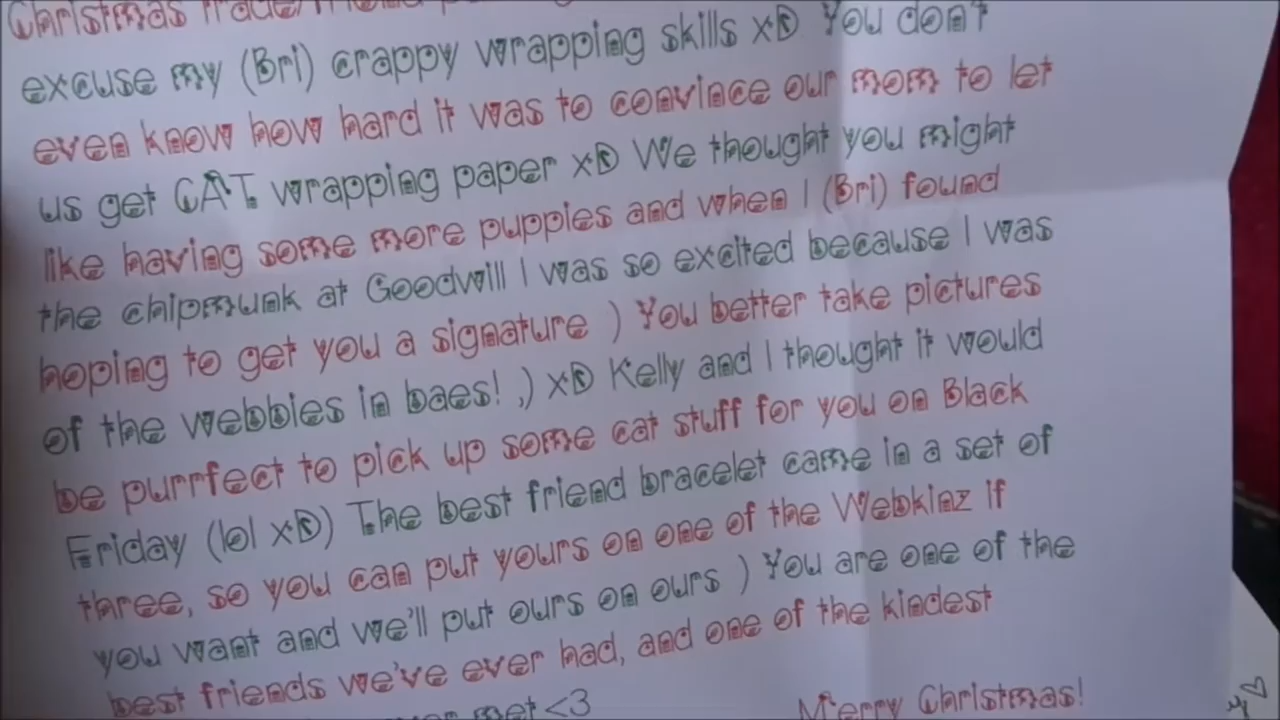 Christmas
excuse my (Bri) crappy wrapping skills xD You don't
even know how hard it was to convince our mom to let
us get CAT wrapping paper xD We thought you might
like having some more puppies and when I (Bri) found
the chipmunk at Goodwill I was so excited because I was
hoping to get you a signature ) You better take pictures
of the webbies in baes! ,) xD Kelly and I thought it would
be purrfect to pick up some cat stuff for you on Black
Friday (lol xD) The best friend bracelet came in a set of
three, so you can put yours on one of the Webkinz if
you want and we'll put ours on ours ) You are one of the
best friends we've ever had, and one of the kindest
met <3
Merry Christmas!